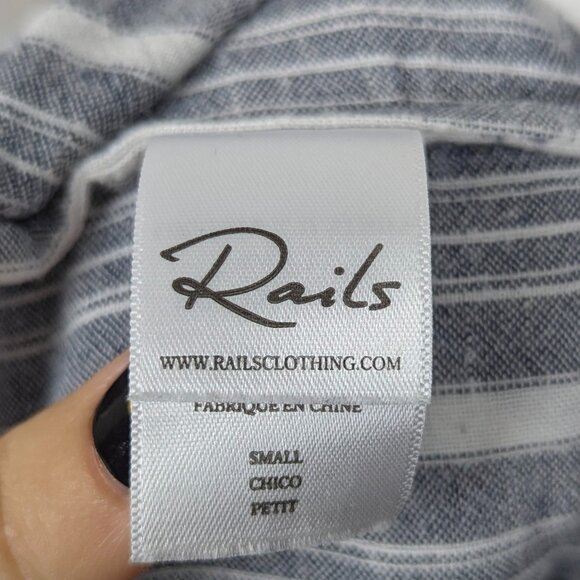 Rails
WWW.RAILSCLOTHING.COM
FABRIQUE EN CHINE
SMALL
CHICO
PETIT